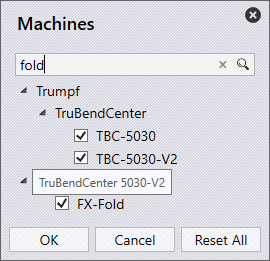 Machines
fold
Trumpf
TruBendCenter
TBC-5030
TBC-5030-V2
TruBendCenter 5030-V2
FX-Fold
OK
Cancel
Reset All